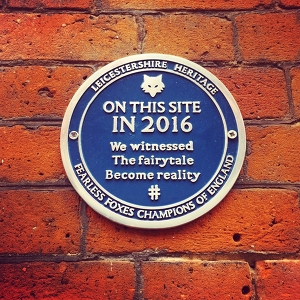 LEICESTERSHIRE HERITAGE
ON THIS SITE
IN 2016
We witnessed
The fairytale
Become reality
#
FEARLESS FOXES CHAMPIONS OF ENGLAND